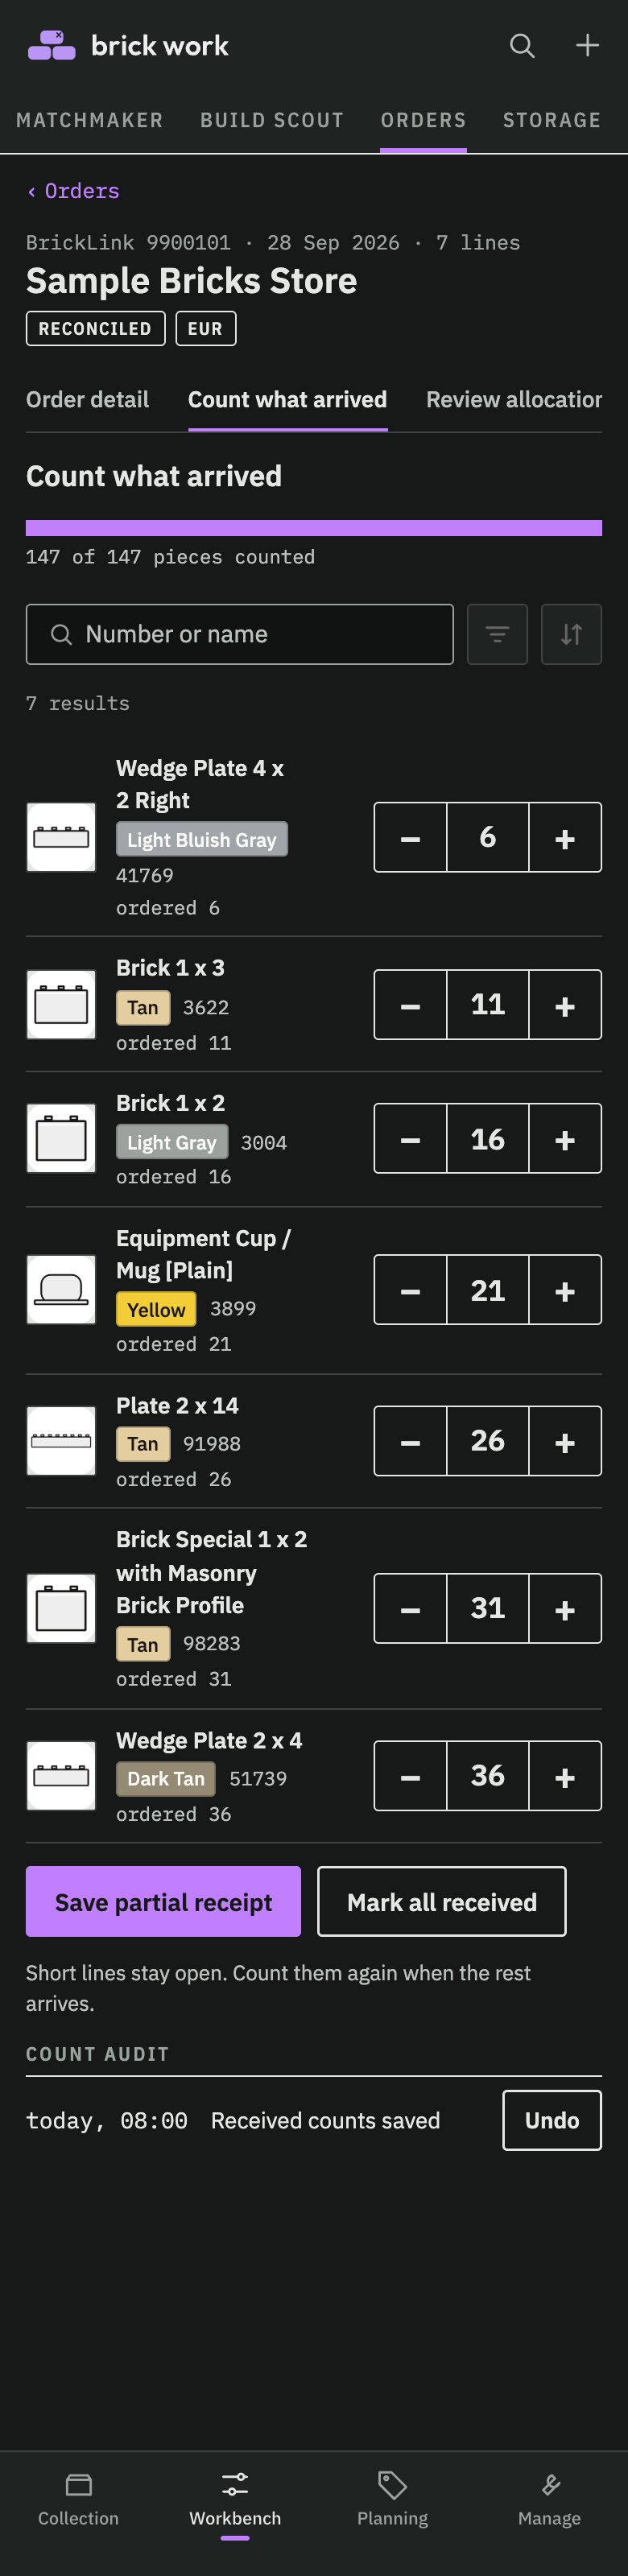 brick work
MATCHMAKER BUILD SCOUT ORDERS STORAGE
‹ Orders
BrickLink 9900101 · 28 Sep 2026 · 7 lines
Sample Bricks Store
RECONCILED EUR
Order detail Count what arrived Review allocation
Count what arrived
147 of 147 pieces counted
Number or name
7 results
Wedge Plate 4 x
2 Right
Light Bluish Gray
41769
ordered 6
− 6 +
Brick 1 x 3
Tan 3622
ordered 11
− 11 +
Brick 1 x 2
Light Gray 3004
ordered 16
− 16 +
Equipment Cup /
Mug [Plain]
Yellow 3899
ordered 21
− 21 +
Plate 2 x 14
Tan 91988
ordered 26
− 26 +
Brick Special 1 x 2
with Masonry
Brick Profile
Tan 98283
ordered 31
− 31 +
Wedge Plate 2 x 4
Dark Tan 51739
ordered 36
− 36 +
Save partial receipt Mark all received
Short lines stay open. Count them again when the rest
arrives.
COUNT AUDIT
today, 08:00 Received counts saved Undo
Collection Workbench Planning Manage